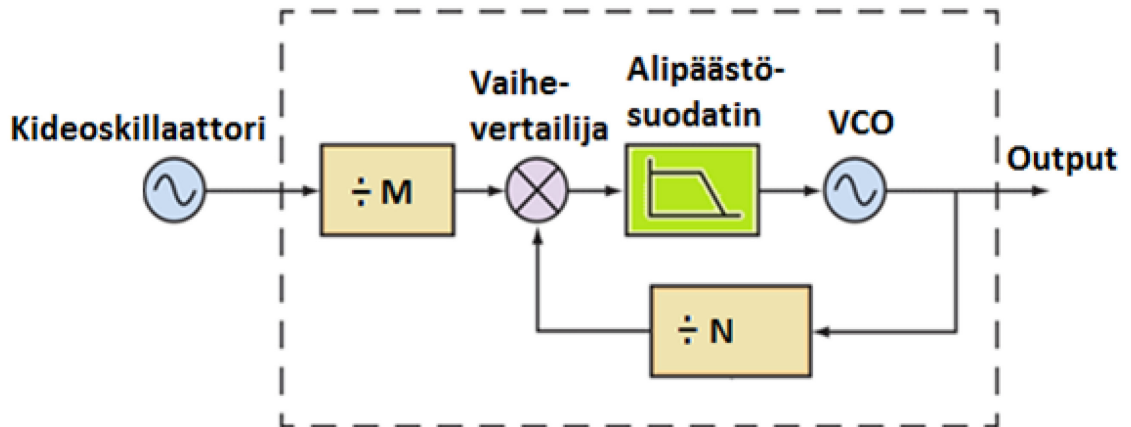 Kideoskillaattori
÷ M
Vaihe-
vertailija
Alipäästö-
suodatin
VCO
Output
÷ N